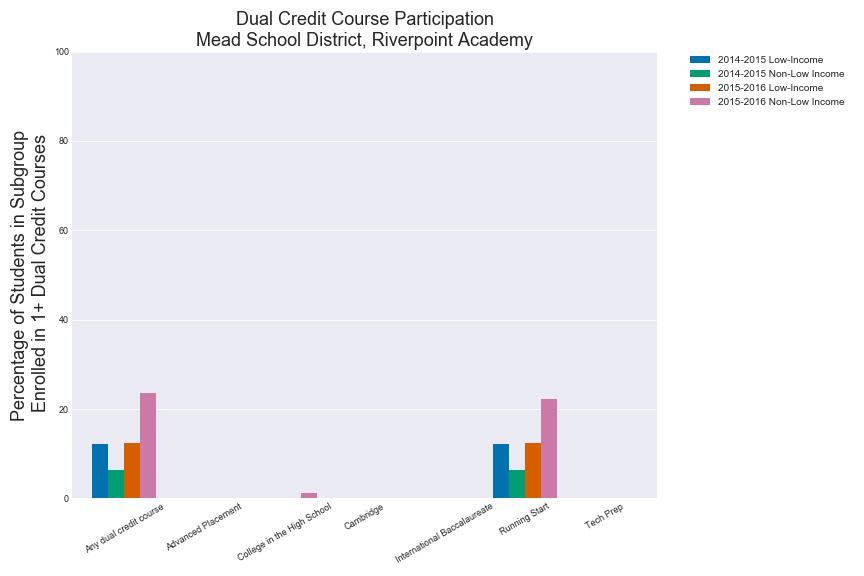 Dual Credit Course Participation
Mead School District, Riverpoint Academy
Percentage of Students in Subgroup
Enrolled in 1+ Dual Credit Courses
100
80
60
40
20
0
Any dual credit course
Advanced Placement
College in the High School
Cambridge
International Baccalaureate
Running Start
Tech Prep
2014-2015 Low-Income
2014-2015 Non-Low Income
2015-2016 Low-Income
2015-2016 Non-Low Income